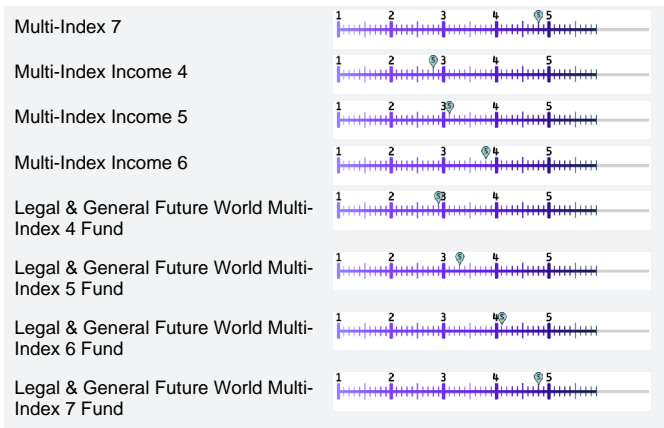 Multi-Index 7
1 2 3 4 S 5
Multi-Index Income 4
1 2 S 3 4 5
Multi-Index Income 5
1 2 3 S 4 5
Multi-Index Income 6
1 2 3 S 4 5
Legal & General Future World Multi-
Index 4 Fund
1 2 S 3 4 5
Legal & General Future World Multi-
Index 5 Fund
1 2 3 S 4 5
Legal & General Future World Multi-
Index 6 Fund
1 2 3 4 S 5
Legal & General Future World Multi-
Index 7 Fund
1 2 3 4 S 5